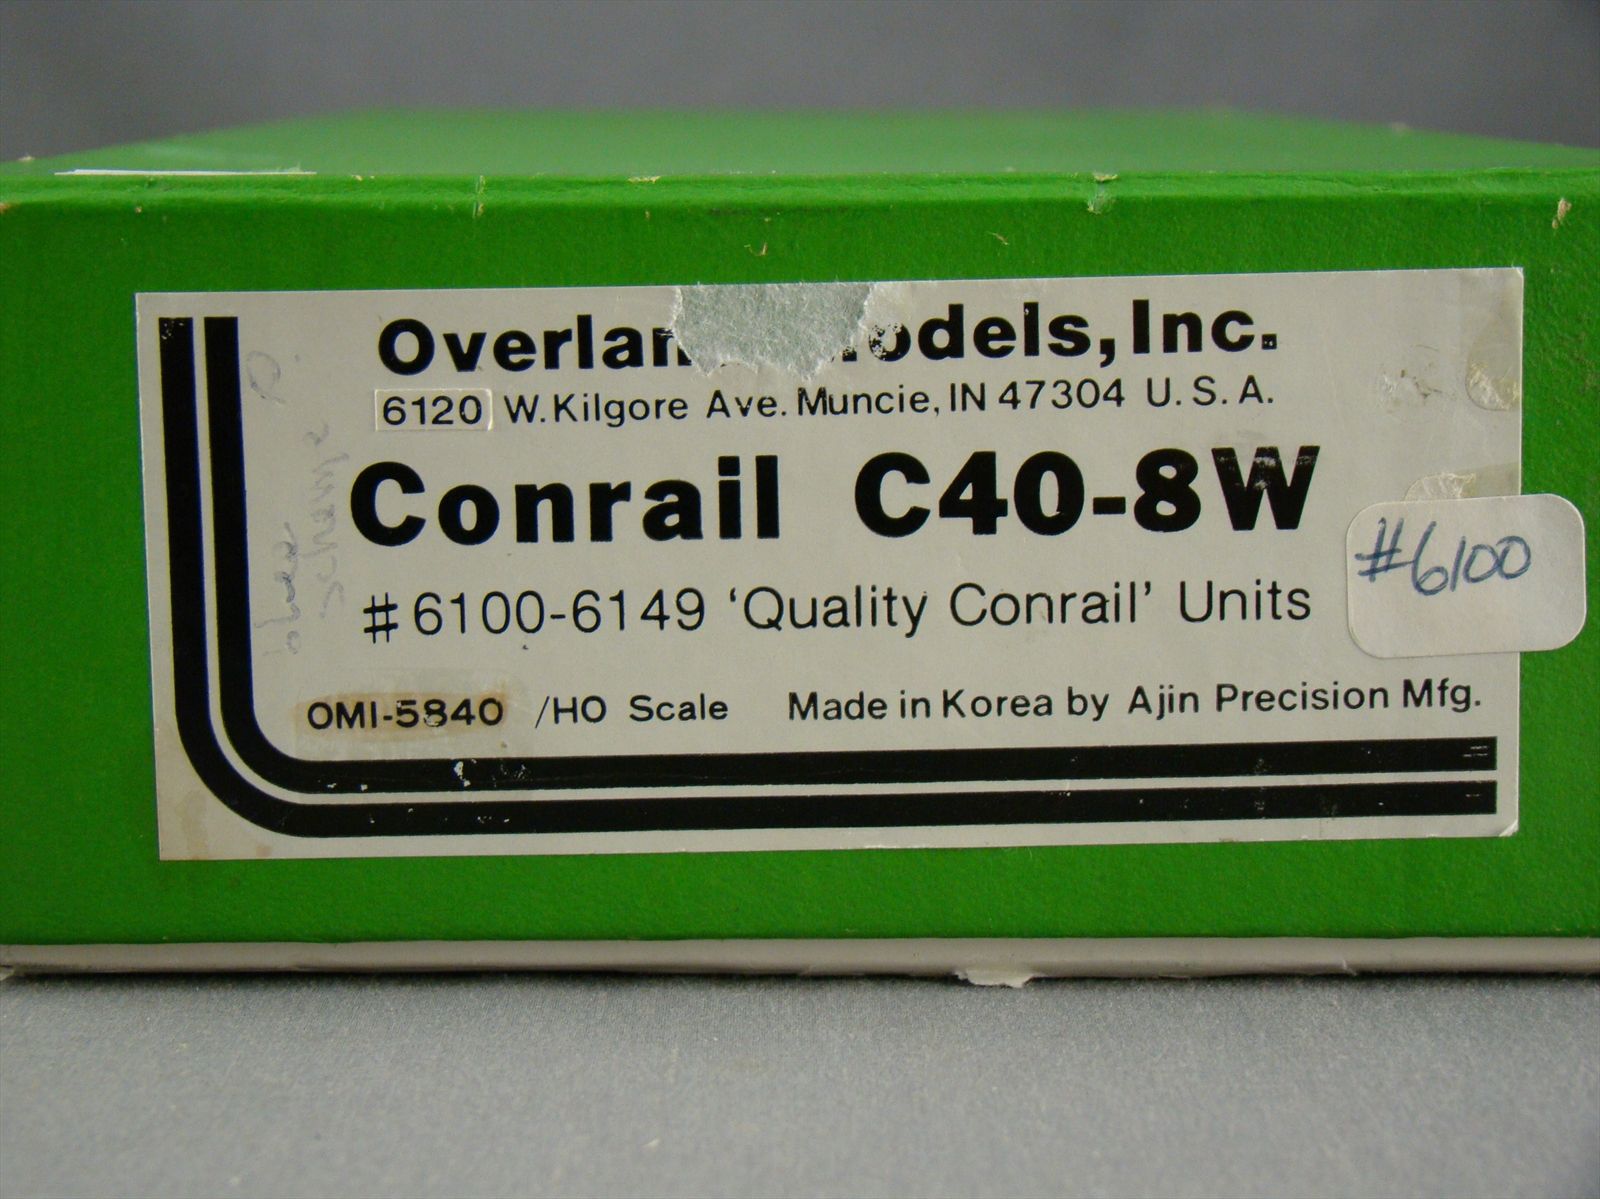 Overlan odels, Inc.
6120 W. Kilgore Ave. Muncie, IN 47304 U. S. A.
Conrail C40-8W
#6100-6149 'Quality Conrail' Units
#6100
OMI-5840 /HO Scale Made in Korea by Ajin Precision Mfg.